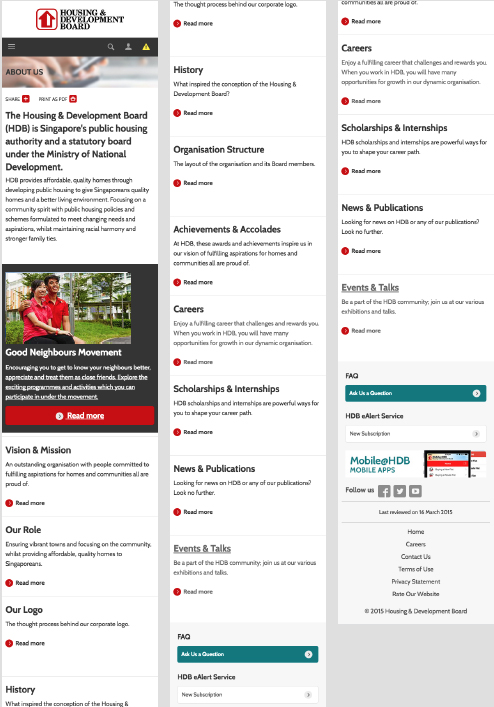 HOUSING &
DEVELOPMENT
BOARD
ABOUT US
SHARE
PRINT AS PDF
The Housing & Development Board
(HDB) is Singapore's public housing
authority and a statutory board
under the Ministry of National
Development.
HDB provides affordable, quality homes through
developing public housing to give Singaporeans quality
homes and a better living environment. Focusing on a
community spirit with public housing policies and
schemes formulated to meet changing needs and
aspirations, whilst maintaining racial harmony and
stronger family ties.
Good Neighbours Movement
Encouraging you to get to know your neighbours better,
appreciate and treat them as close friends. Explore the
exciting programmes and activities which you can
participate in under the movement.
Read more
Vision & Mission
An outstanding organisation with people committed to
fulfilling aspirations for homes and communities all are
proud of.
Read more
Our Role
Ensuring vibrant towns and focusing on the community,
whilst providing affordable, quality homes to
Singaporeans.
Read more
Our Logo
The thought process behind our corporate logo.
Read more
History
What inspired the conception of the Housing &
The thought process behind our corporate logo.
Read more
History
What inspired the conception of the Housing &
Development Board?
Read more
Organisation Structure
The layout of the organisation and its Board members.
Read more
Achievements & Accolades
At HDB, these awards and achievements inspire us in
our vision of fulfilling aspirations for homes and
communities all are proud of.
Read more
Careers
Enjoy a fulfilling career that challenges and rewards you.
When you work in HDB, you will have many
opportunities for growth in our dynamic organisation.
Read more
Scholarships & Internships
HDB scholarships and internships are powerful ways for
you to shape your career path.
Read more
News & Publications
Looking for news on HDB or any of our publications?
Look no further.
Read more
Events & Talks
Be a part of the HDB community; join us at our various
exhibitions and talks.
Read more
FAQ
Ask Us a Question
HDB eAlert Service
New Subscription
communities all are proud of.
Read more
Careers
Enjoy a fulfilling career that challenges and rewards you.
When you work in HDB, you will have many
opportunities for growth in our dynamic organisation.
Read more
Scholarships & Internships
HDB scholarships and internships are powerful ways for
you to shape your career path.
Read more
News & Publications
Looking for news on HDB or any of our publications?
Look no further.
Read more
Events & Talks
Be a part of the HDB community; join us at our various
exhibitions and talks.
Read more
FAQ
Ask Us a Question
HDB eAlert Service
New Subscription
Mobile@HDB
MOBILE APPS
Follow us
Last reviewed on 16 March 2015
Home
Careers
Contact Us
Terms of Use
Privacy Statement
Rate Our Website
© 2015 Housing & Development Board